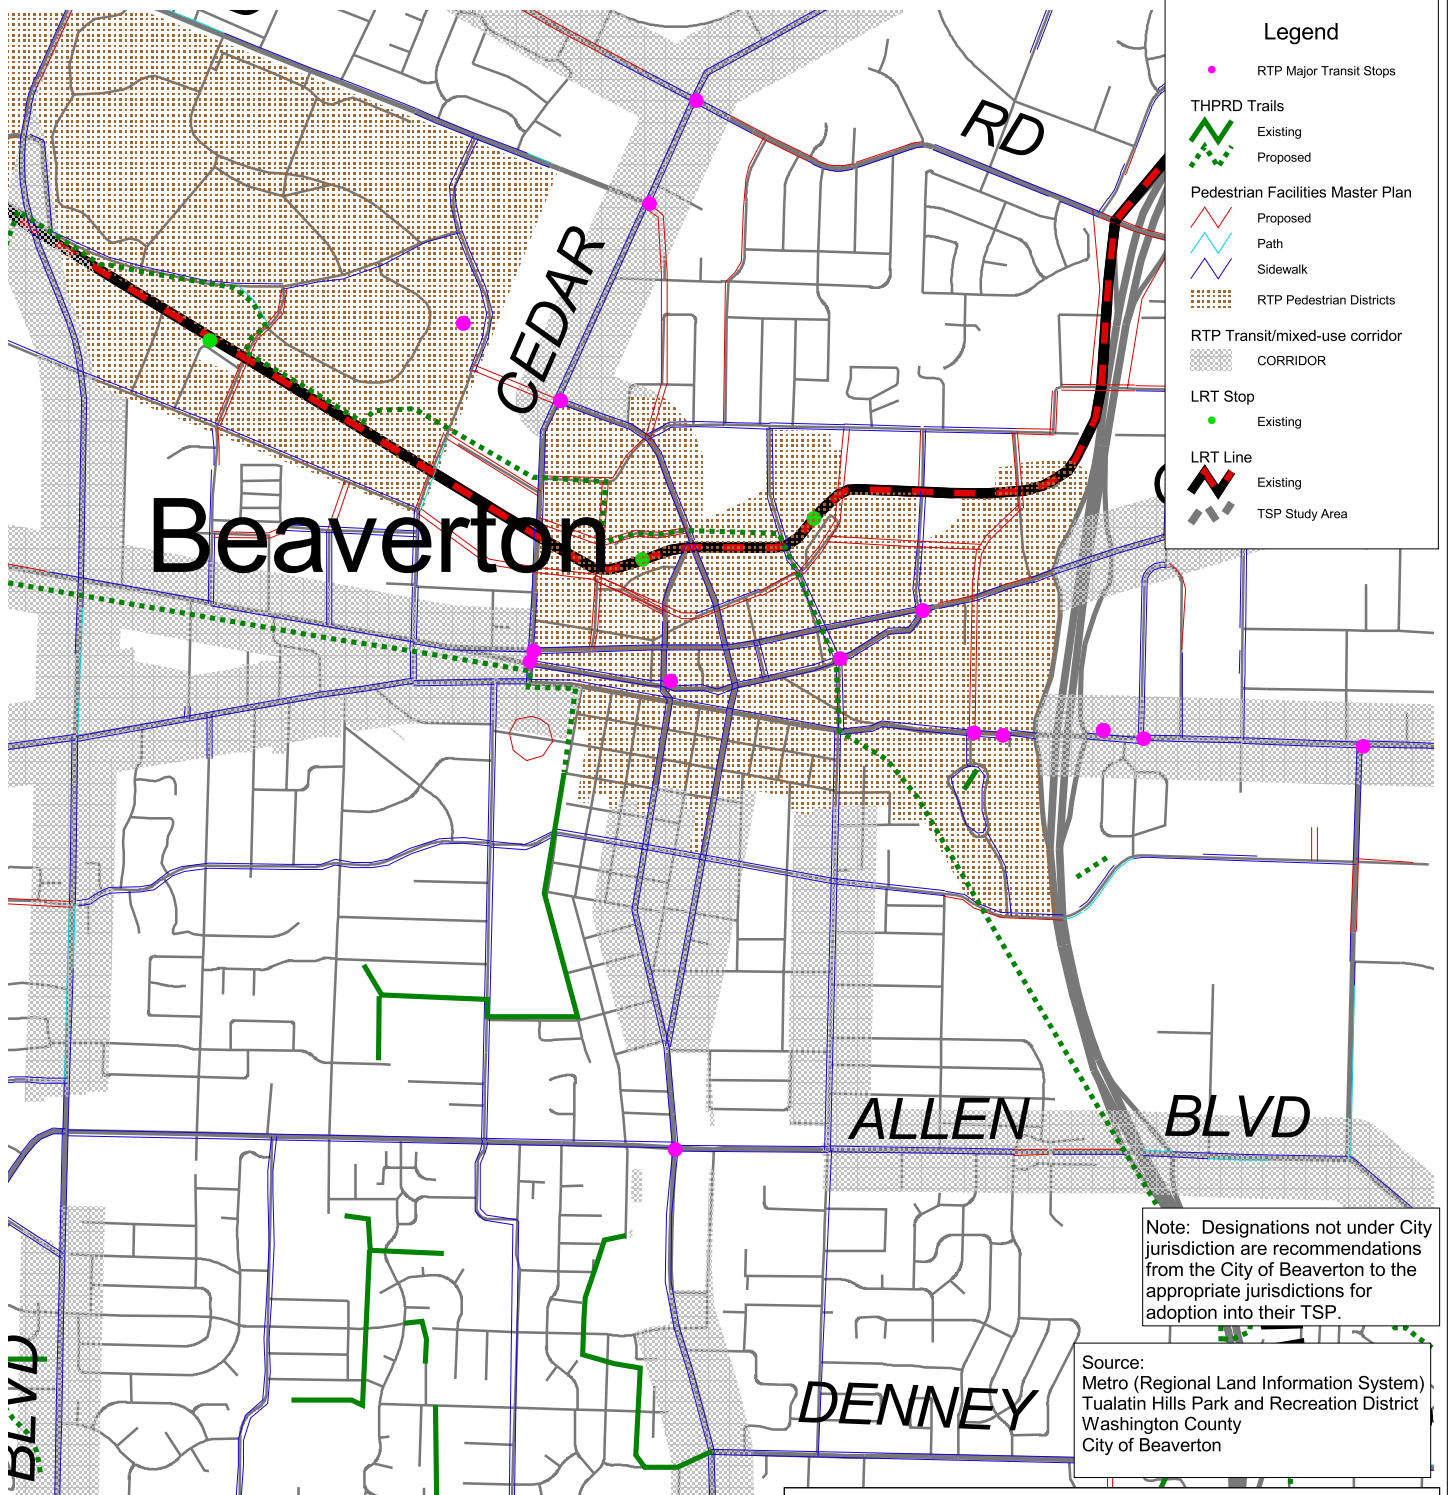 Legend
RTP Major Transit Stops
THPRD Trails
Existing
Proposed
Pedestrian Facilities Master Plan
Proposed
Path
Sidewalk
RTP Pedestrian Districts
RTP Transit/mixed-use corridor
CORRIDOR
LRT Stop
Existing
LRT Line
Existing
TSP Study Area
RD
CEDAR
Beaverton
ALLEN BLVD
DENNEY
BLVD
Note: Designations not under City
jurisdiction are recommendations
from the City of Beaverton to the
appropriate jurisdictions for
adoption into their TSP.
Source:
Metro (Regional Land Information System)
Tualatin Hills Park and Recreation District
Washington County
City of Beaverton